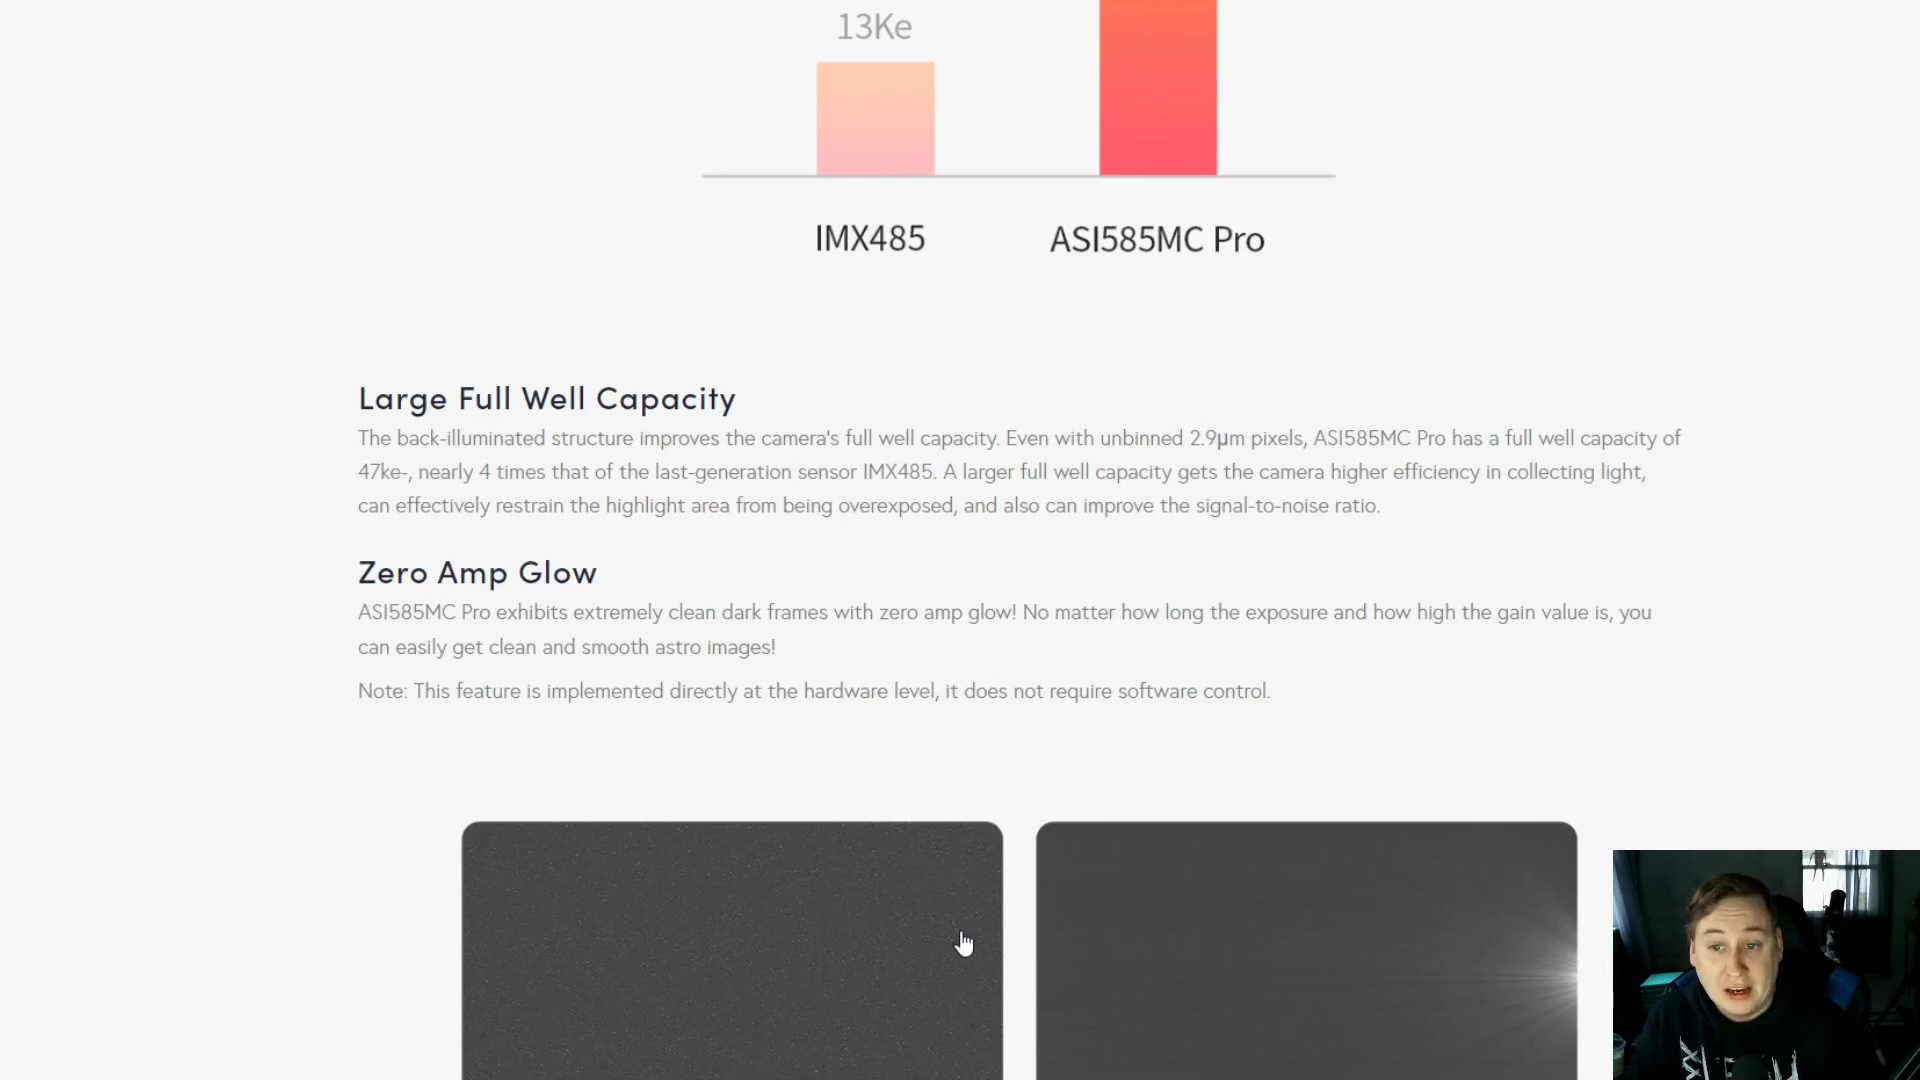 13Ke
IMX485
ASI585MC Pro
Large Full Well Capacity
The back-illuminated structure improves the camera's full well capacity. Even with unbinned 2.9μm pixels, ASI585MC Pro has a full well capacity of
47ke-, nearly 4 times that of the last-generation sensor IMX485. A larger full well capacity gets the camera higher efficiency in collecting light,
can effectively restrain the highlight area from being overexposed, and also can improve the signal-to-noise ratio.
Zero Amp Glow
ASI585MC Pro exhibits extremely clean dark frames with zero amp glow! No matter how long the exposure and how high the gain value is, you
can easily get clean and smooth astro images!
Note: This feature is implemented directly at the hardware level, it does not require software control.